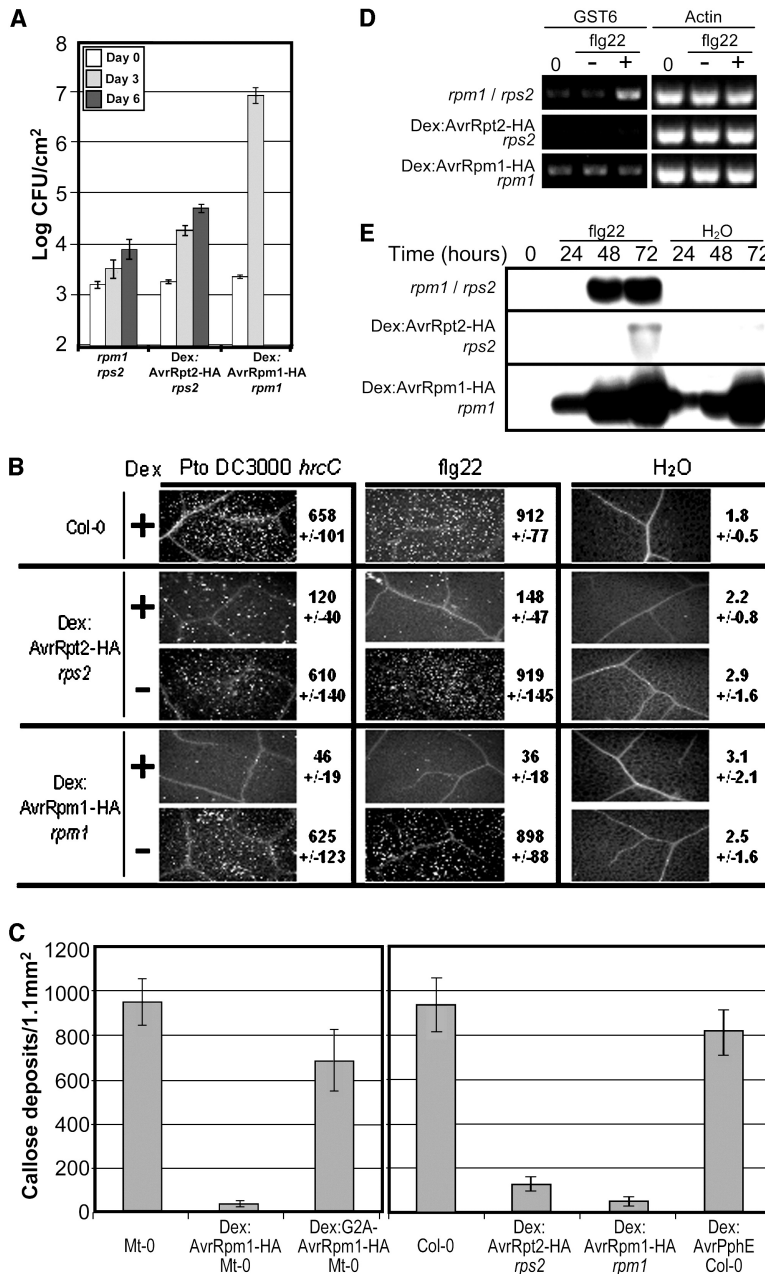 A
8
7
6
5
4
3
2
Log CFU/cm²
Day 0
Day 3
Day 6
rpm1
rps2
Dex:
AvrRpt2-HA
rps2
Dex:
AvrRpm1-HA
rpm1
D
GST6
Actin
flg22
flg22
0 - +
0 - +
rpm1 / rps2
Dex:AvrRpt2-HA
rps2
Dex:AvrRpm1-HA
rpm1
E
flg22
H₂O
Time (hours) 0 24 48 72 24 48 72
rpm1 / rps2
Dex:AvrRpt2-HA
rps2
Dex:AvrRpm1-HA
rpm1
B
Dex Pto DC3000 hrcC flg22 H₂O
Col-0
+
658
+/-101
912
+/-77
1.8
+/-0.5
Dex:
AvrRpt2-HA
rps2
+
120
+/-40
148
+/-47
2.2
+/-0.8
-
610
+/-140
919
+/-145
2.9
+/-1.6
Dex:
AvrRpm1-HA
rpm1
+
46
+/-19
36
+/-18
3.1
+/-2.1
-
625
+/-123
898
+/-88
2.5
+/-1.6
C
Callose deposits/1.1mm²
1200
1000
800
600
400
200
0
Mt-0
Dex:
AvrRpm1-HA
Mt-0
Dex:G2A-
AvrRpm1-HA
Mt-0
Col-0
Dex:
AvrRpt2-HA
rps2
Dex:
AvrRpm1-HA
rpm1
Dex:
AvrPphE
Col-0